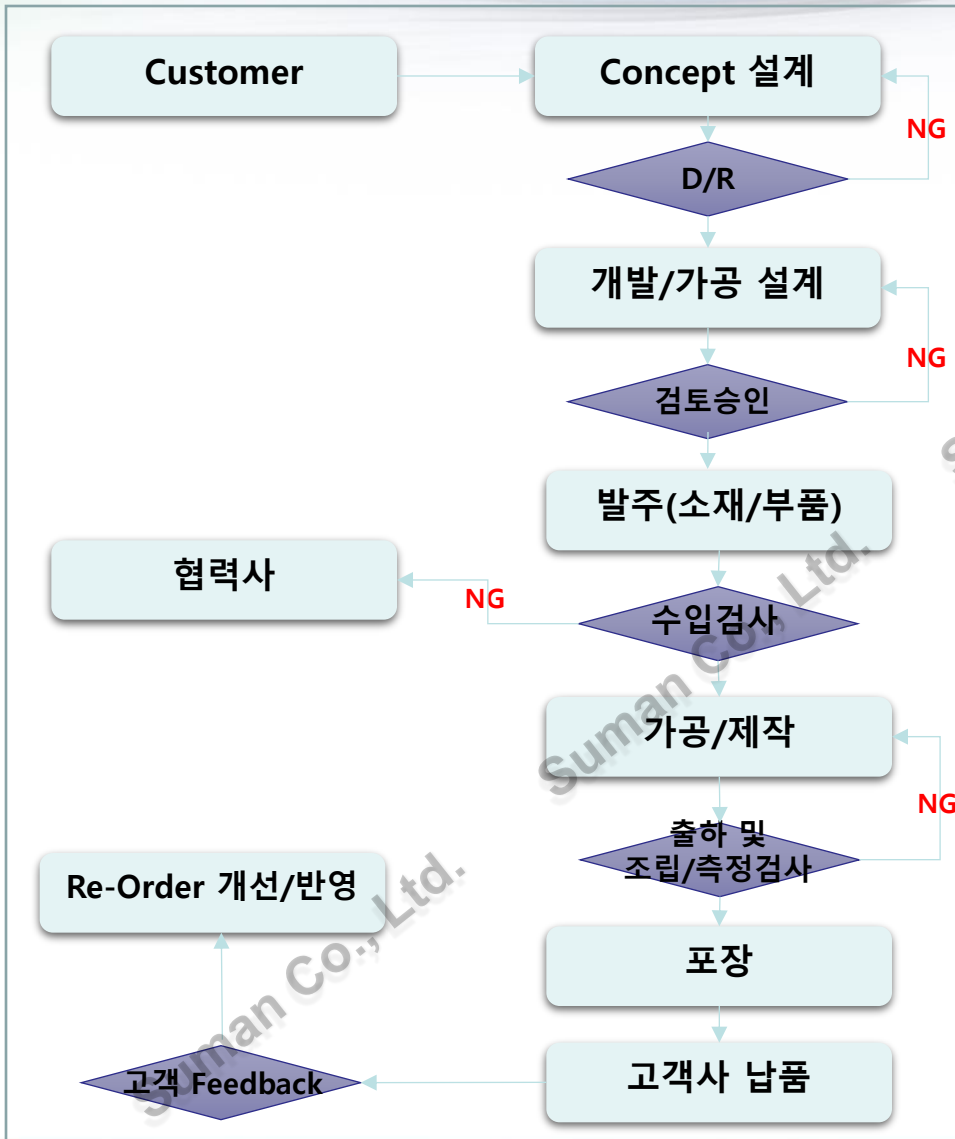 Customer
Concept 설계
NG
D/R
개발/가공 설계
NG
검토승인
발주(소재/부품)
협력사
NG
수입검사
가공/제작
NG
출하 및
조립/측정검사
Re-Order 개선/반영
포장
고객사 납품
고객 Feedback
Suman Co., Ltd.
Suman Co., Ltd.
S